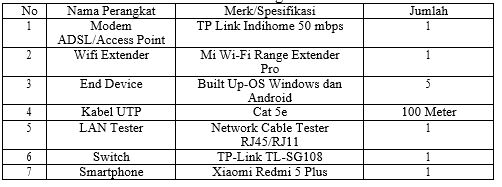 No Nama Perangkat Merk/Spesifikasi Jumlah
1 Modem ADSL/Access Point TP Link Indihome 50 mbps 1
2 Wifi Extender Mi Wi-Fi Range Extender Pro 1
3 End Device Built Up-OS Windows dan Android 5
4 Kabel UTP Cat 5e 100 Meter
5 LAN Tester Network Cable Tester RJ45/RJ11 1
6 Switch TP-Link TL-SG108 1
7 Smartphone Xiaomi Redmi 5 Plus 1